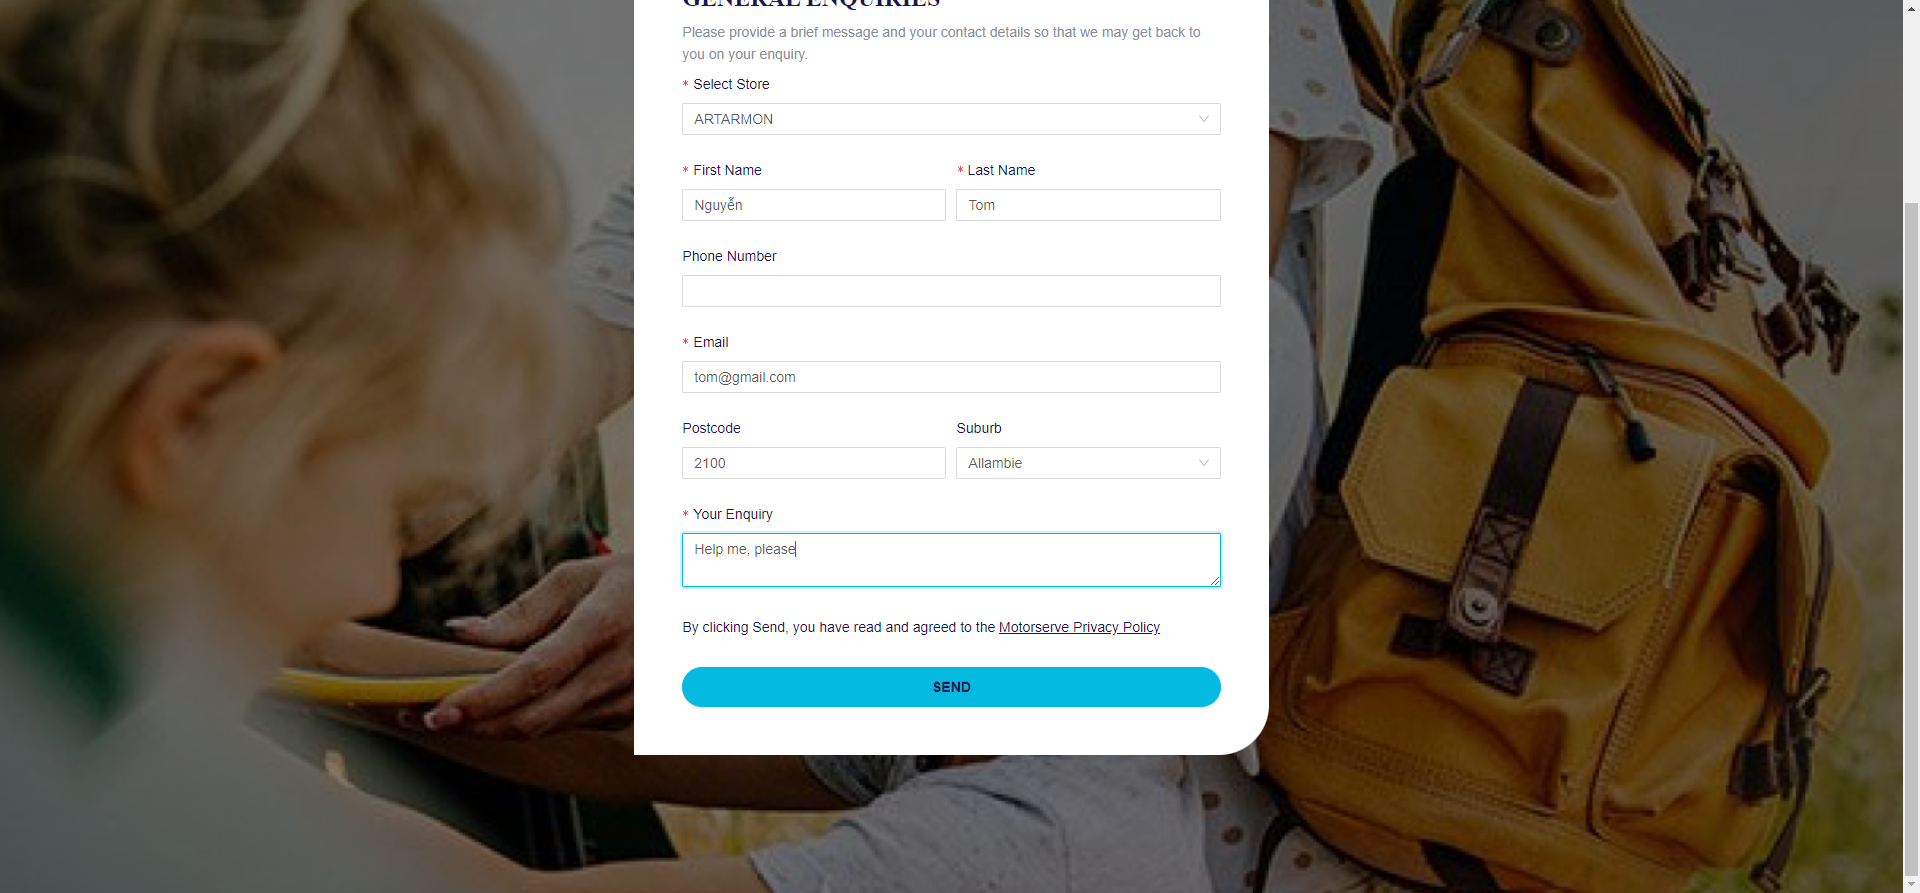 GENERAL ENQUIRIES
Please provide a brief message and your contact details so that we may get back to
you on your enquiry.
* Select Store
ARTARMON
* First Name
* Last Name
Nguyễn
Tom
Phone Number
* Email
tom@gmail.com
Postcode
Suburb
2100
Allambie
* Your Enquiry
Help me, please
By clicking Send, you have read and agreed to the Motorserve Privacy Policy
SEND